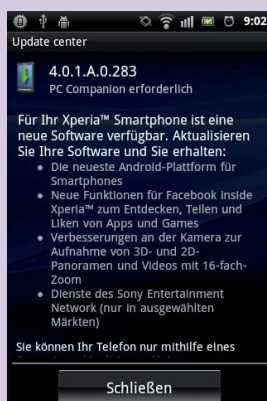 9:02
Update center
4.0.1.A.0.283
PC Companion erforderlich
Für Ihr Xperia™ Smartphone ist eine
neue Software verfügbar. Aktualisieren
Sie Ihre Software und Sie erhalten:
● Die neueste Android-Plattform für
Smartphones
● Neue Funktionen für Facebook inside
Xperia™ zum Entdecken, Teilen und
Liken von Apps und Games
● Verbesserungen an der Kamera zur
Aufnahme von 3D- und 2D-
Panoramen und Videos mit 16-fach-
Zoom
● Dienste des Sony Entertainment
Network (nur in ausgewählten
Märkten)
Sie können Ihr Telefon nur mithilfe eines
Schließen